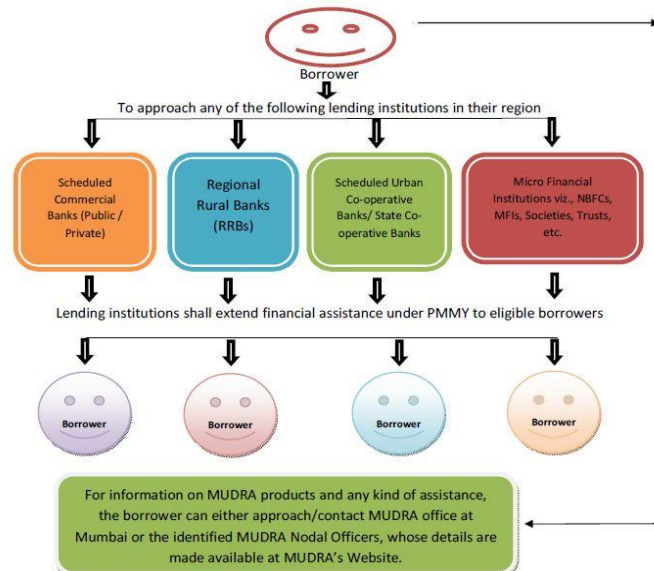 Borrower
To approach any of the following lending institutions in their region
Scheduled
Commercial
Banks (Public /
Private)
Regional
Rural Banks
(RRBs)
Scheduled Urban
Co-operative
Banks/ State Co-
operative Banks
Micro Financial
Institutions viz., NBFCs,
MFIs, Societies, Trusts,
etc.
Lending institutions shall extend financial assistance under PMMY to eligible borrowers
Borrower
Borrower
Borrower
Borrower
For information on MUDRA products and any kind of assistance,
the borrower can either approach/contact MUDRA office at
Mumbai or the identified MUDRA Nodal Officers, whose details are
made available at MUDRA’s Website.